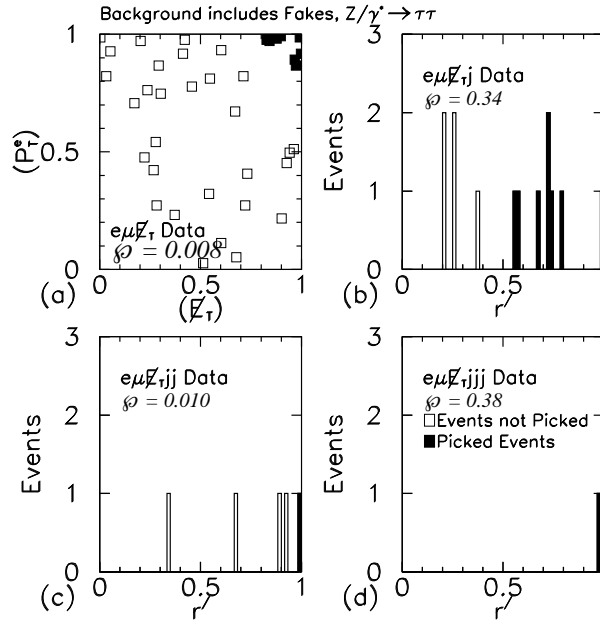 Background includes Fakes, Z/γ* → ττ
1
(P_T^e)
0.5
0
eμE̸_T Data
℘ = 0.008
0
0.5
1
(a)
(E̸_T)
3
2
1
0
Events
eμE̸_Tj Data
℘ = 0.34
0
0.5
(b)
r′
3
2
1
0
Events
eμE̸_Tjj Data
℘ = 0.010
0
0.5
1
(c)
r′
3
2
1
0
Events
eμE̸_Tjjj Data
℘ = 0.38
Events not Picked
Picked Events
0
0.5
(d)
r′